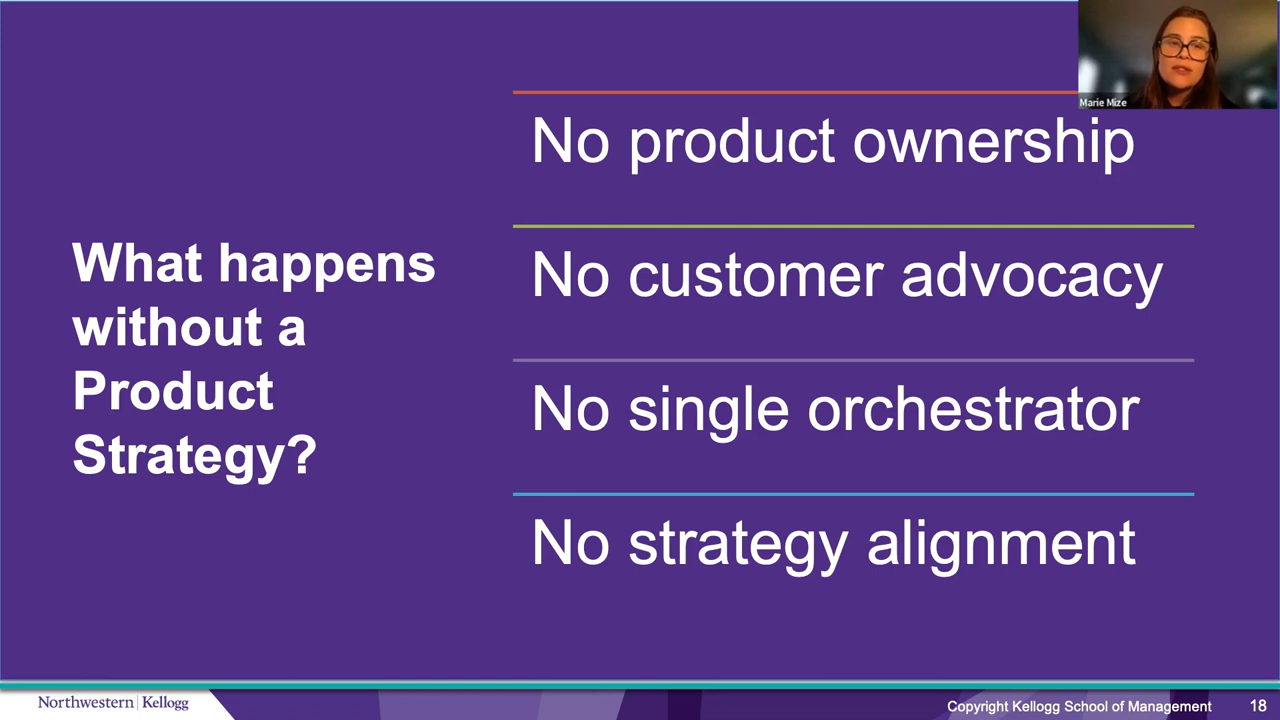 Marie Mize
No product ownership
What happens
without a
Product
Strategy?
No customer advocacy
No single orchestrator
No strategy alignment
Northwestern | Kellogg
Copyright Kellogg School of Management
18